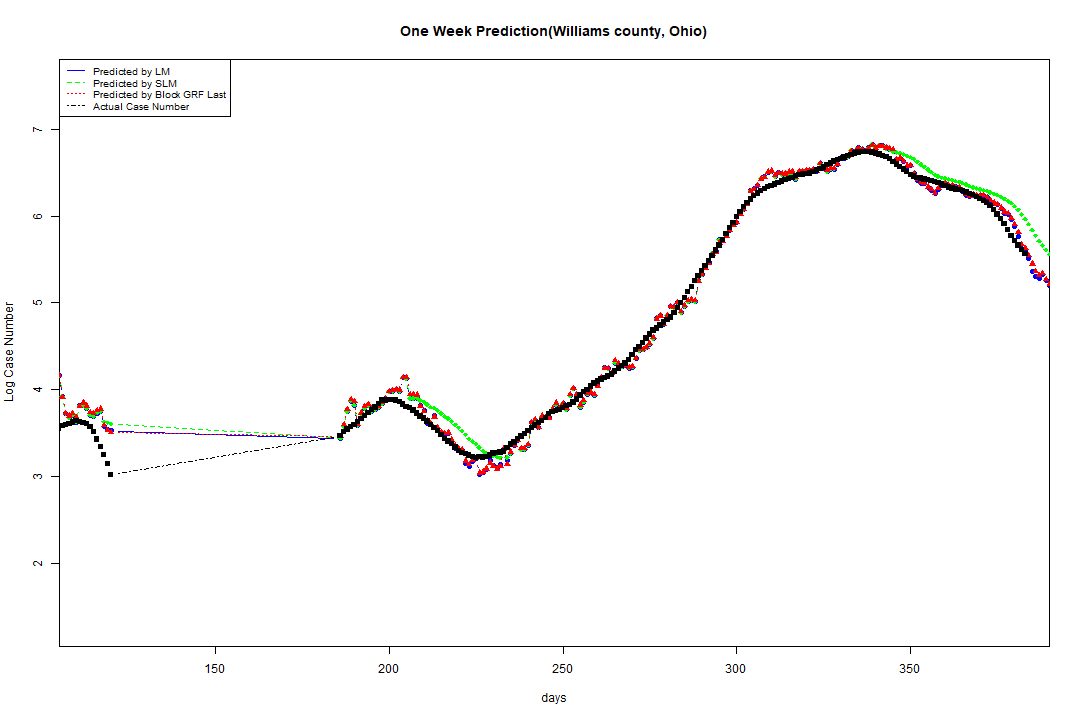 One Week Prediction(Williams county, Ohio)
Predicted by LM
Predicted by SLM
Predicted by Block GRF Last
Actual Case Number
7
6
5
4
3
2
Log Case Number
150
200
250
300
350
days